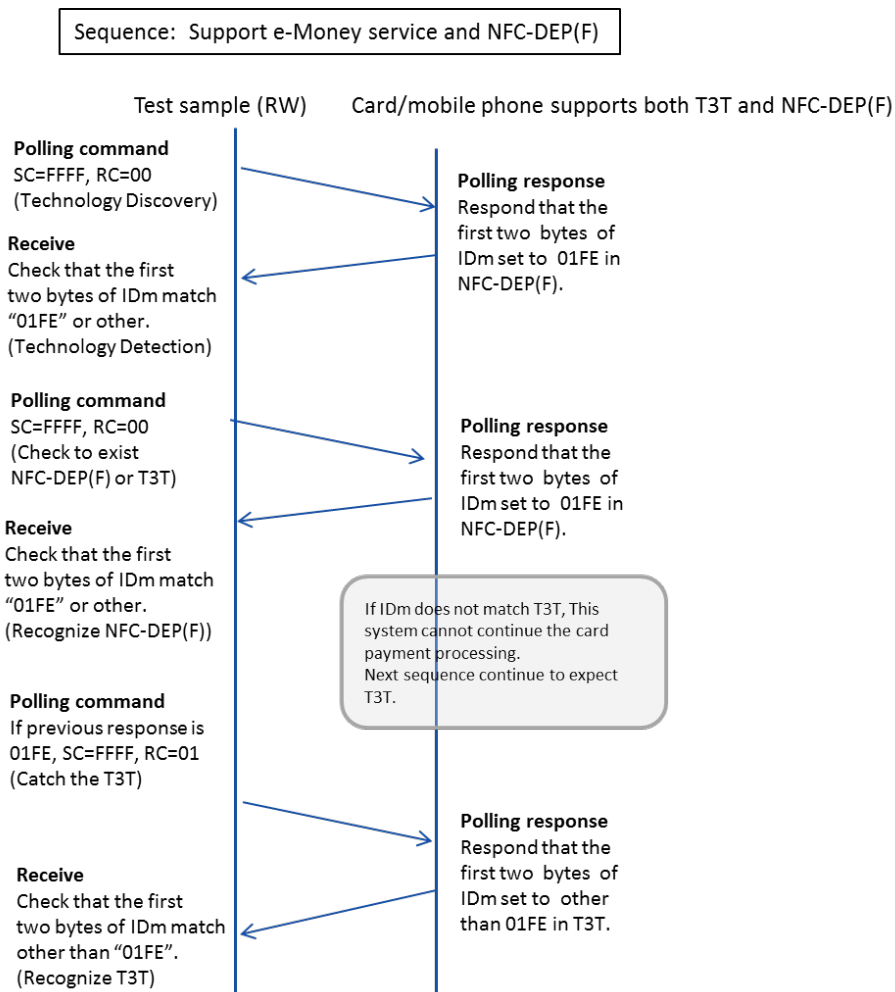 Sequence: Support e-Money service and NFC-DEP(F)
Test sample (RW)
Card/mobile phone supports both T3T and NFC-DEP(F)
Polling command
SC=FFFF, RC=00
(Technology Discovery)
Polling response
Respond that the
first two bytes of
IDm set to 01FE in
NFC-DEP(F).
Receive
Check that the first
two bytes of IDm match
“01FE” or other.
(Technology Detection)
Polling command
SC=FFFF, RC=00
(Check to exist
NFC-DEP(F) or T3T)
Polling response
Respond that the
first two bytes of
IDm set to 01FE in
NFC-DEP(F).
Receive
Check that the first
two bytes of IDm match
“01FE” or other.
(Recognize NFC-DEP(F))
If IDm does not match T3T, This
system cannot continue the card
payment processing.
Next sequence continue to expect
T3T.
Polling command
If previous response is
01FE, SC=FFFF, RC=01
(Catch the T3T)
Polling response
Respond that the
first two bytes of
IDm set to other
than 01FE in T3T.
Receive
Check that the first
two bytes of IDm match
other than “01FE”.
(Recognize T3T)